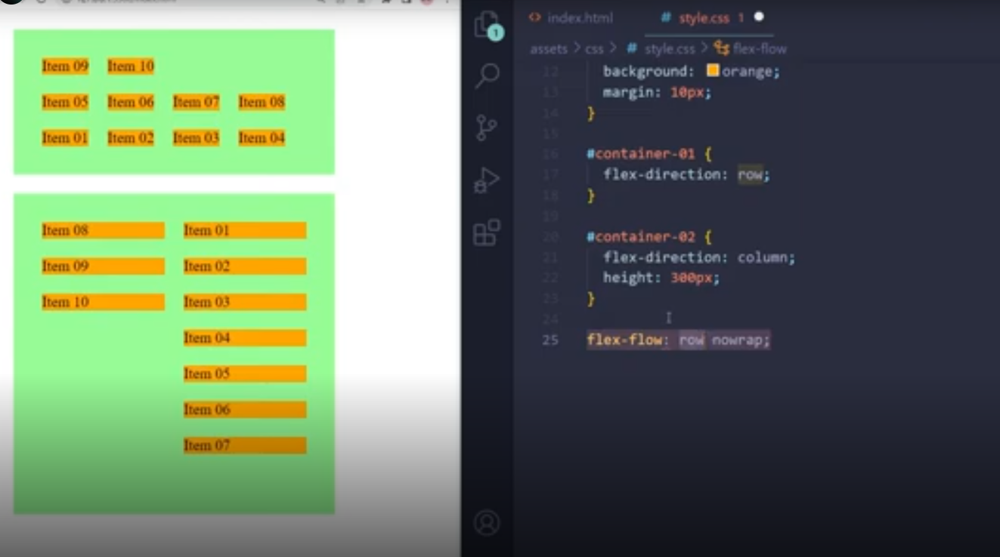 Item 09 Item 10
Item 05 Item 06 Item 07 Item 08
Item 01 Item 02 Item 03 Item 04
Item 08 Item 01
Item 09 Item 02
Item 10 Item 03
Item 04
Item 05
Item 06
Item 07
1
<> index.html # style.css 1
assets > css > # style.css > flex-flow
12 background: orange;
13 margin: 10px;
14 }
15
16 #container-01 {
17 flex-direction: row;
18 }
19
20 #container-02 {
21 flex-direction: column;
22 height: 300px;
23 }
24
25 flex-flow: row nowrap;